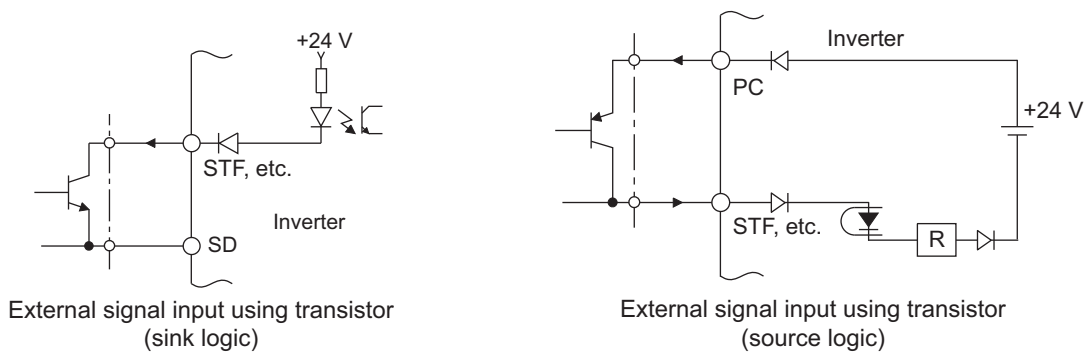 +24 V
STF, etc.
Inverter
SD
External signal input using transistor
(sink logic)
Inverter
PC
+24 V
STF, etc.
R
External signal input using transistor
(source logic)